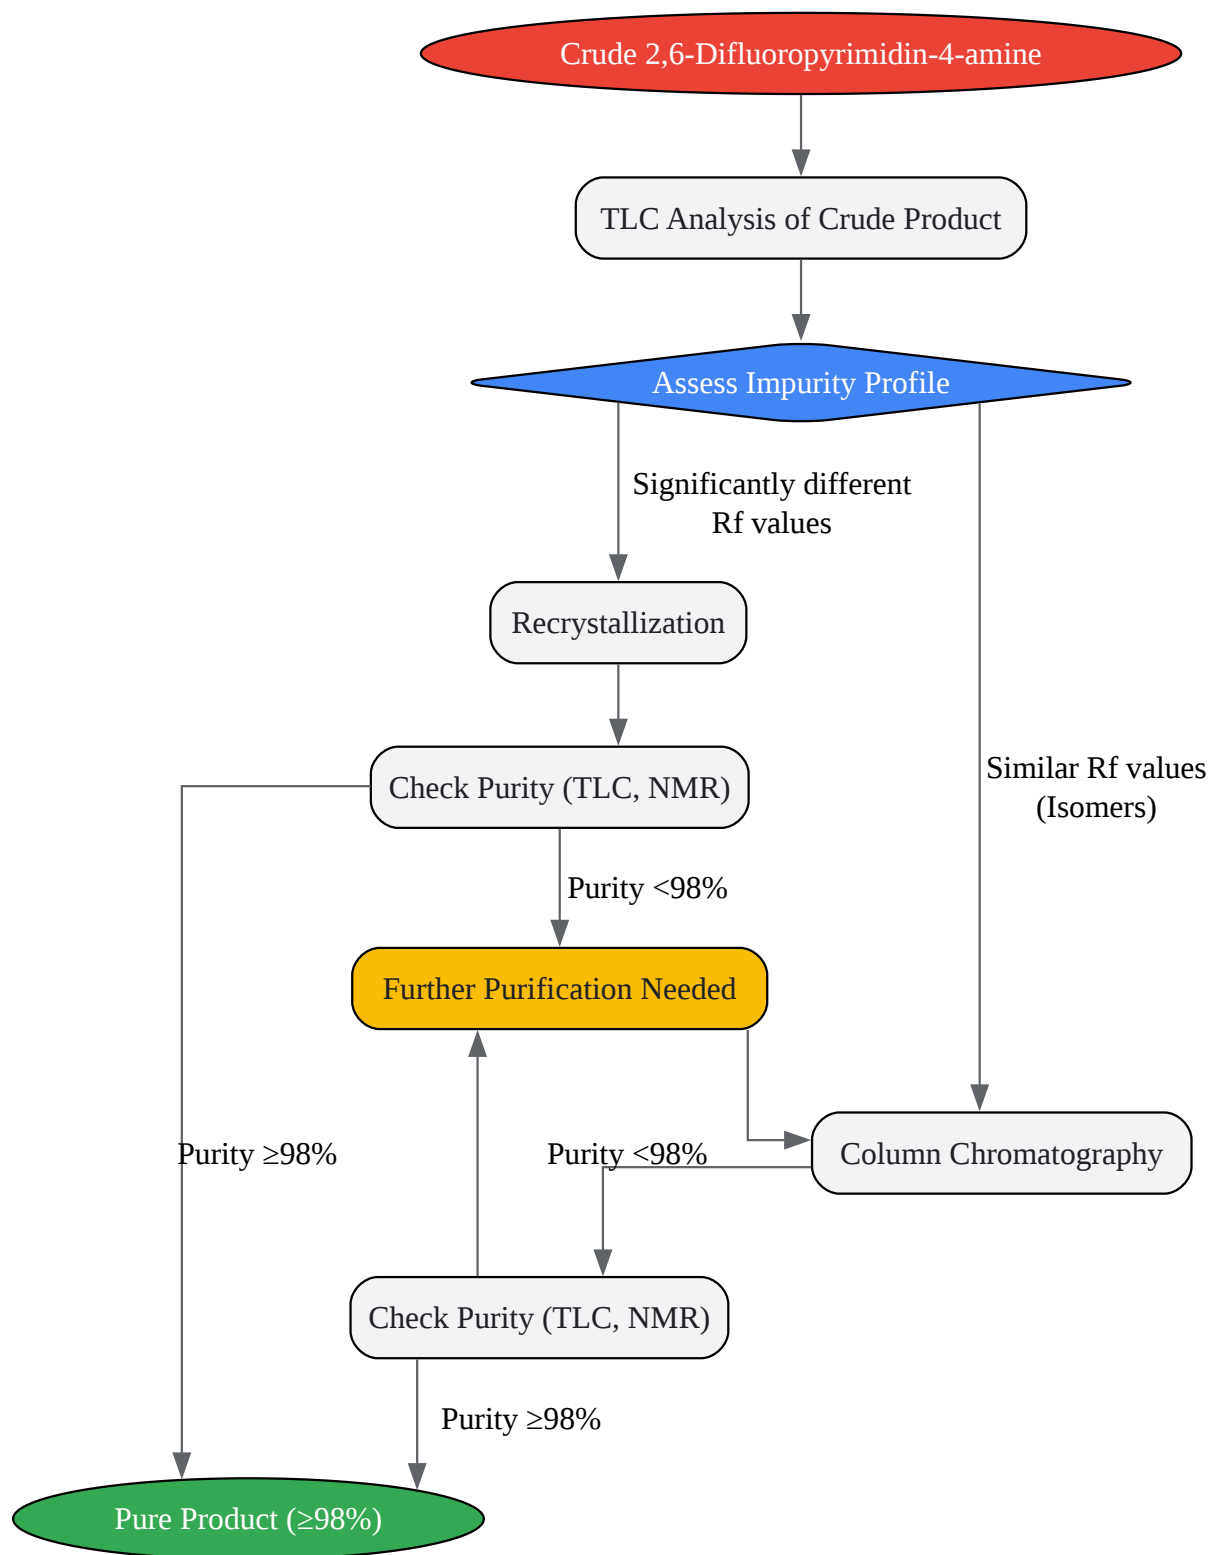 Crude 2,6-Difluoropyrimidin-4-amine
TLC Analysis of Crude Product
Assess Impurity Profile
Significantly different
Rf values
Recrystallization
Similar Rf values
(Isomers)
Check Purity (TLC, NMR)
Purity <98%
Further Purification Needed
Purity ≥98%
Purity <98%
Column Chromatography
Check Purity (TLC, NMR)
Purity ≥98%
Pure Product (≥98%)